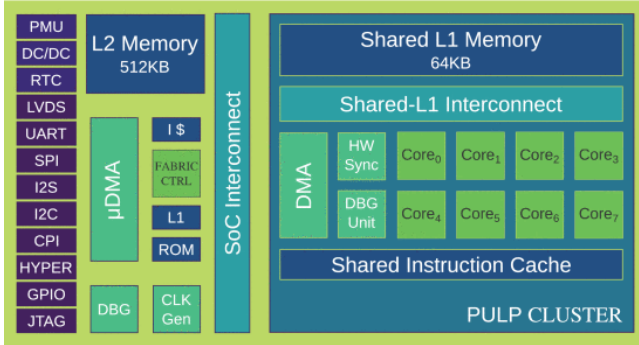 PMU
DC/DC
RTC
LVDS
UART
SPI
I2S
I2C
CPI
HYPER
GPIO
JTAG
L2 Memory
512KB
µDMA
I $
FABRIC
CTRL
L1
ROM
DBG
CLK
Gen
SoC Interconnect
Shared L1 Memory
64KB
Shared-L1 Interconnect
DMA
HW
Sync
Core₀ Core₁ Core₂ Core₃
DBG
Unit
Core₄ Core₅ Core₆ Core₇
Shared Instruction Cache
PULP CLUSTER